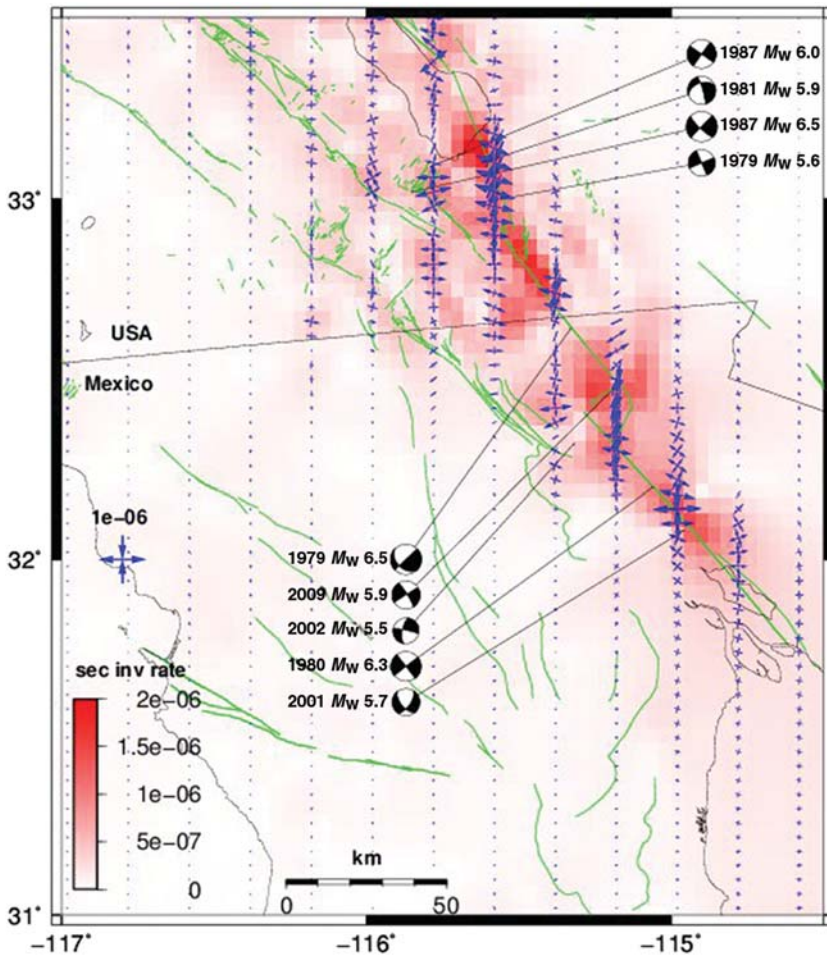 1987 Mw 6.0
1981 Mw 5.9
1987 Mw 6.5
1979 Mw 5.6
33°
USA
Mexico
1e−06
32°
1979 Mw 6.5
2009 Mw 5.9
2002 Mw 5.5
1980 Mw 6.3
2001 Mw 5.7
sec inv rate
2e−06
1.5e−06
1e−06
5e−07
0
km
0 50
31°
−117° −116° −115°